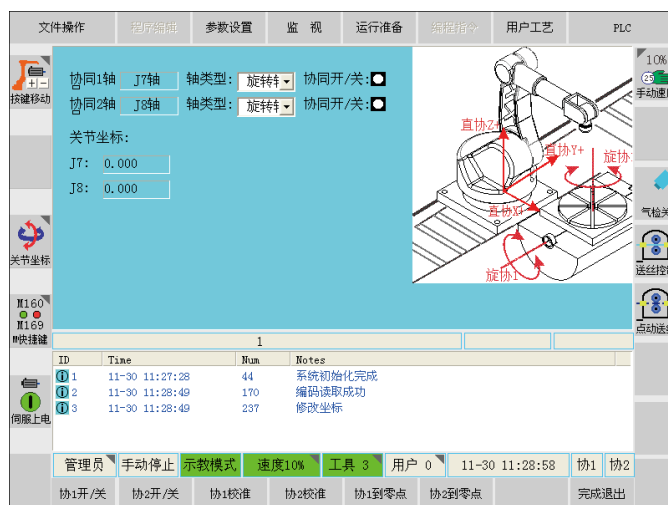 文件操作 程序编辑 参数设置 监 视 运行准备 编程指令 用户工艺 PLC
协同1轴 J7轴 轴类型: 旋转轴 协同开/关:
协同2轴 J8轴 轴类型: 旋转轴 协同开/关:
关节坐标:
J7: 0.000
J8: 0.000
直协Z+
直协Y+
旋协
直协X+
旋协1
按键移动
关节坐标
M160
M169
M快捷键
伺服上电
10%
25
手动速
气检关
送丝控
点动送
1
ID Time Num Notes
1 11-30 11:27:28 44 系统初始化完成
2 11-30 11:28:49 170 编码读取成功
3 11-30 11:28:49 237 修改坐标
管理员 手动停止 示教模式 速度10% 工具 3 用户 0 11-30 11:28:58 协1 协2
协1开/关 协2开/关 协1校准 协2校准 协1到零点 协2到零点 完成退出